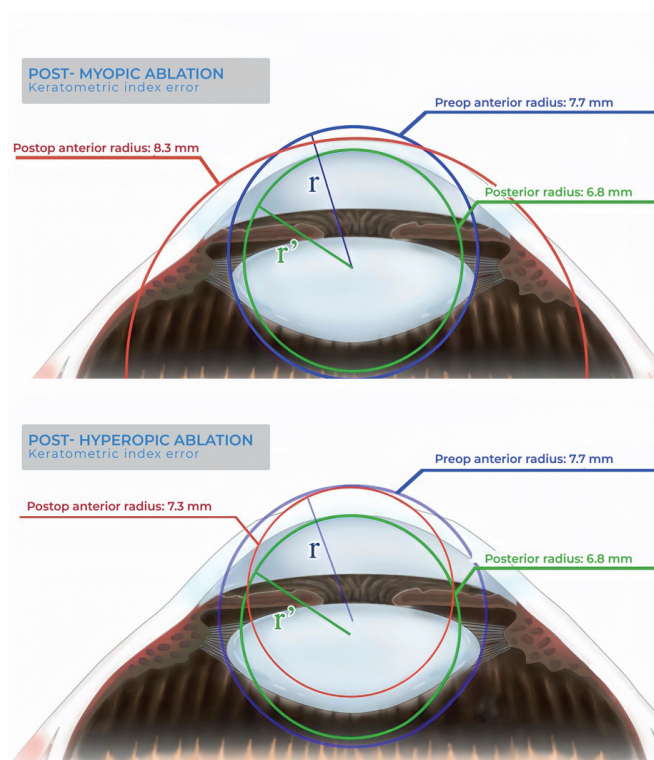 POST- MYOPIC ABLATION
Keratometric index error
Preop anterior radius: 7.7 mm
Postop anterior radius: 8.3 mm
r
Posterior radius: 6.8 mm
r’
POST- HYPEROPIC ABLATION
Keratometric index error
Preop anterior radius: 7.7 mm
Postop anterior radius: 7.3 mm
r
Posterior radius: 6.8 mm
r’